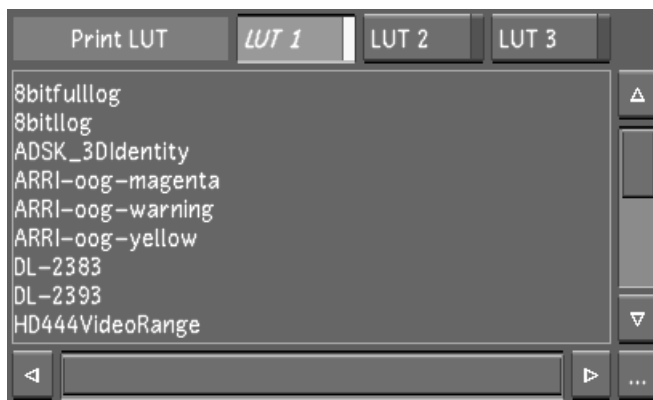 Print LUT LUT 1 LUT 2 LUT 3
8bitfulllog
8bitllog
ADSK_3DIdentity
ARRI-oog-magenta
ARRI-oog-warning
ARRI-oog-yellow
DL-2383
DL-2393
HD444VideoRange
...